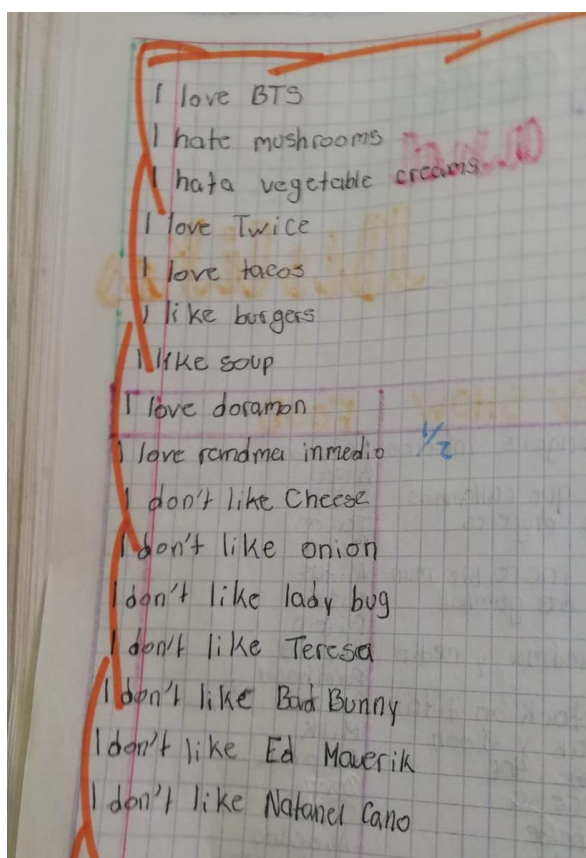 I love BTS
I hate mushrooms
I hata vegetable creams
I love Twice
I love tacos
I like burgers
I like soup
I love doramon
I love ramdma inmedio
1/2
I don't like Cheese
I don't like onion
I don't like lady bug
I don't like Teresa
I don't like Bad Bunny
I don't like Ed Maverik
I don't like Natanel Cano